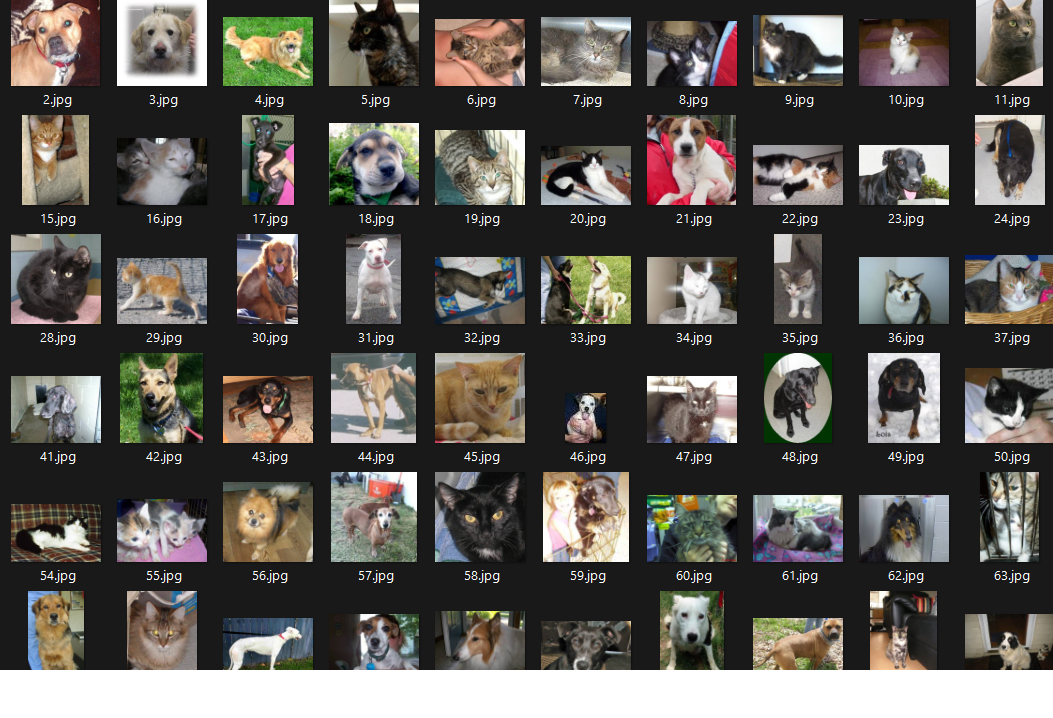 2.jpg 3.jpg 4.jpg 5.jpg 6.jpg 7.jpg 8.jpg 9.jpg 10.jpg 11.jpg
15.jpg 16.jpg 17.jpg 18.jpg 19.jpg 20.jpg 21.jpg 22.jpg 23.jpg 24.jpg
28.jpg 29.jpg 30.jpg 31.jpg 32.jpg 33.jpg 34.jpg 35.jpg 36.jpg 37.jpg
lois
41.jpg 42.jpg 43.jpg 44.jpg 45.jpg 46.jpg 47.jpg 48.jpg 49.jpg 50.jpg
54.jpg 55.jpg 56.jpg 57.jpg 58.jpg 59.jpg 60.jpg 61.jpg 62.jpg 63.jpg